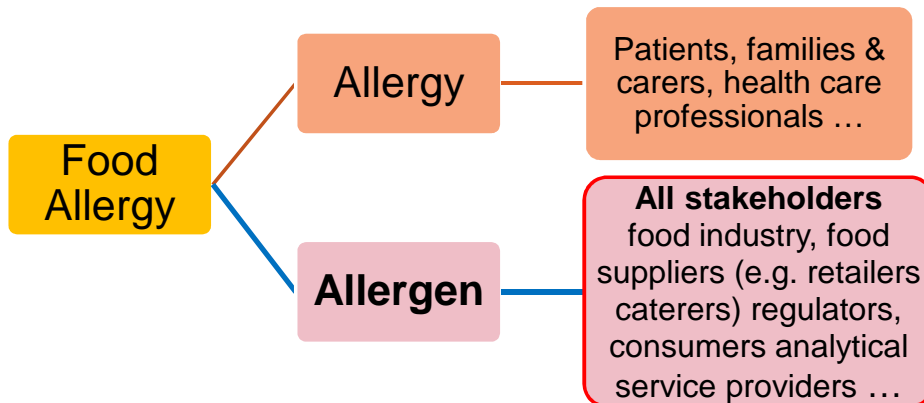 Food
Allergy
Allergy
Patients, families &
carers, health care
professionals …
Allergen
All stakeholders
food industry, food
suppliers (e.g. retailers
caterers) regulators,
consumers analytical
service providers …